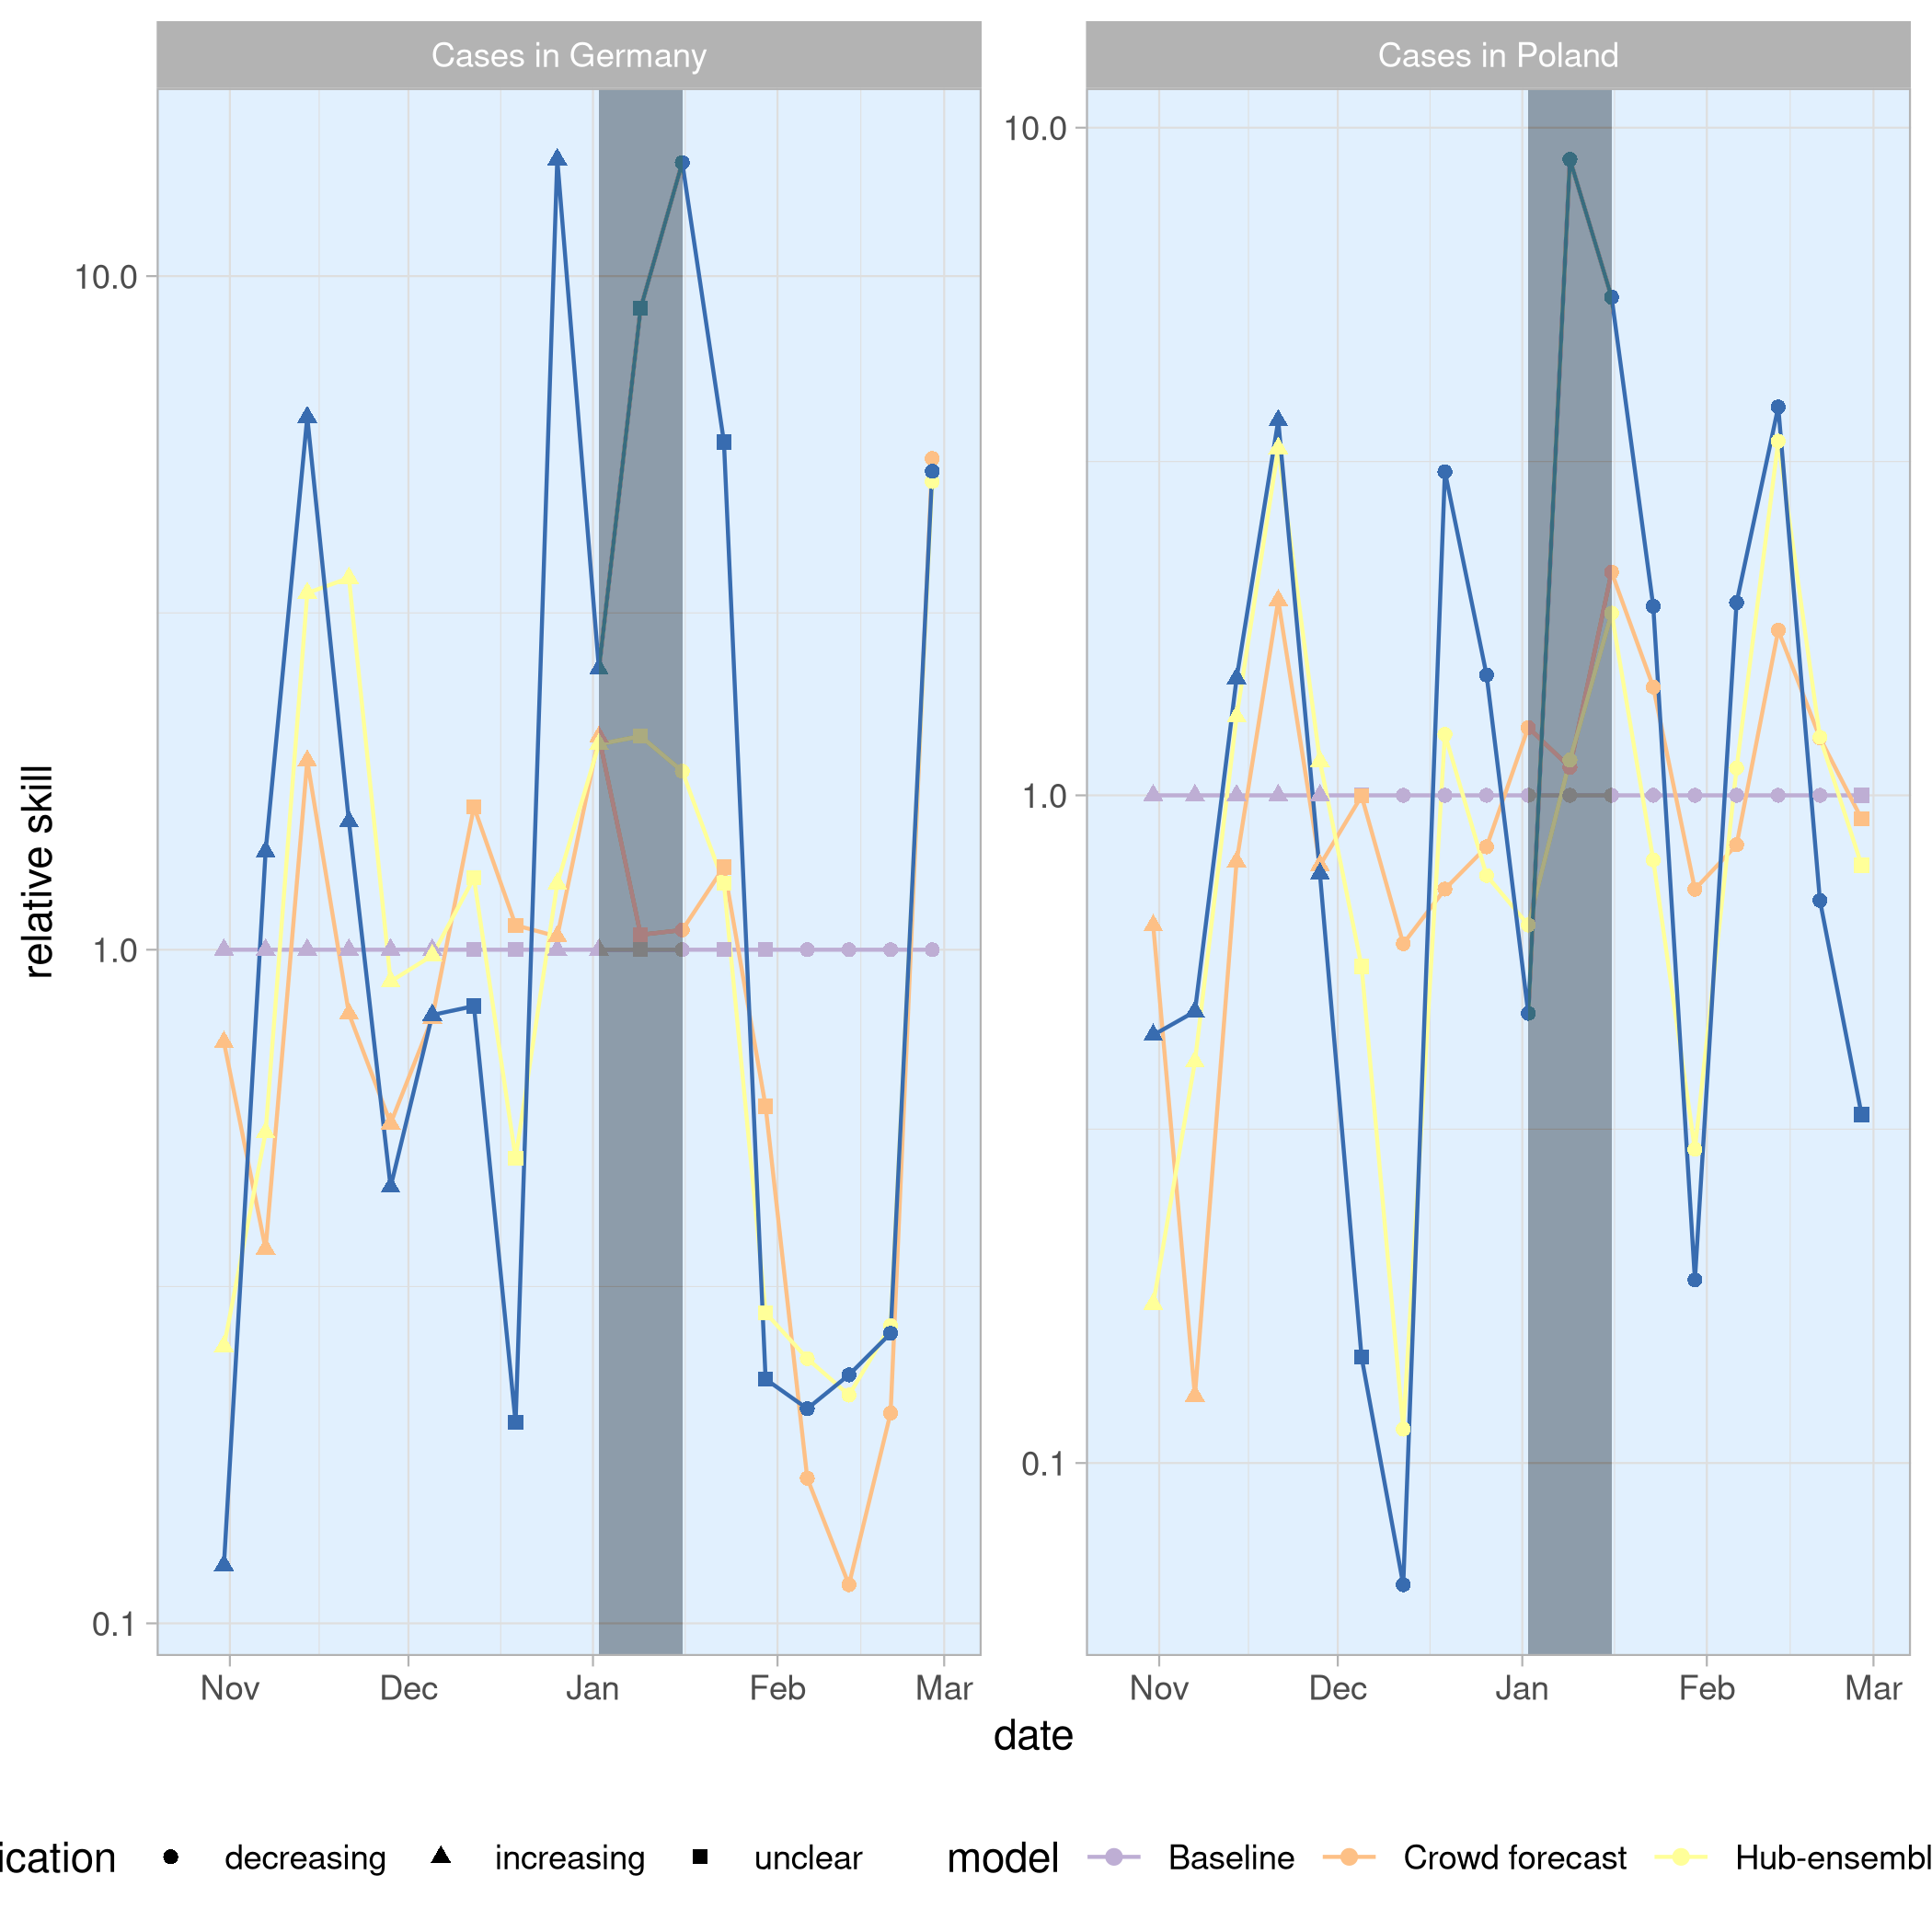 Cases in Germany
Cases in Poland
relative skill
10.0
1.0
0.1
10.0
1.0
0.1
Nov Dec Jan Feb Mar
Nov Dec Jan Feb Mar
date
ication decreasing increasing unclear model Baseline Crowd forecast Hub-ensembl